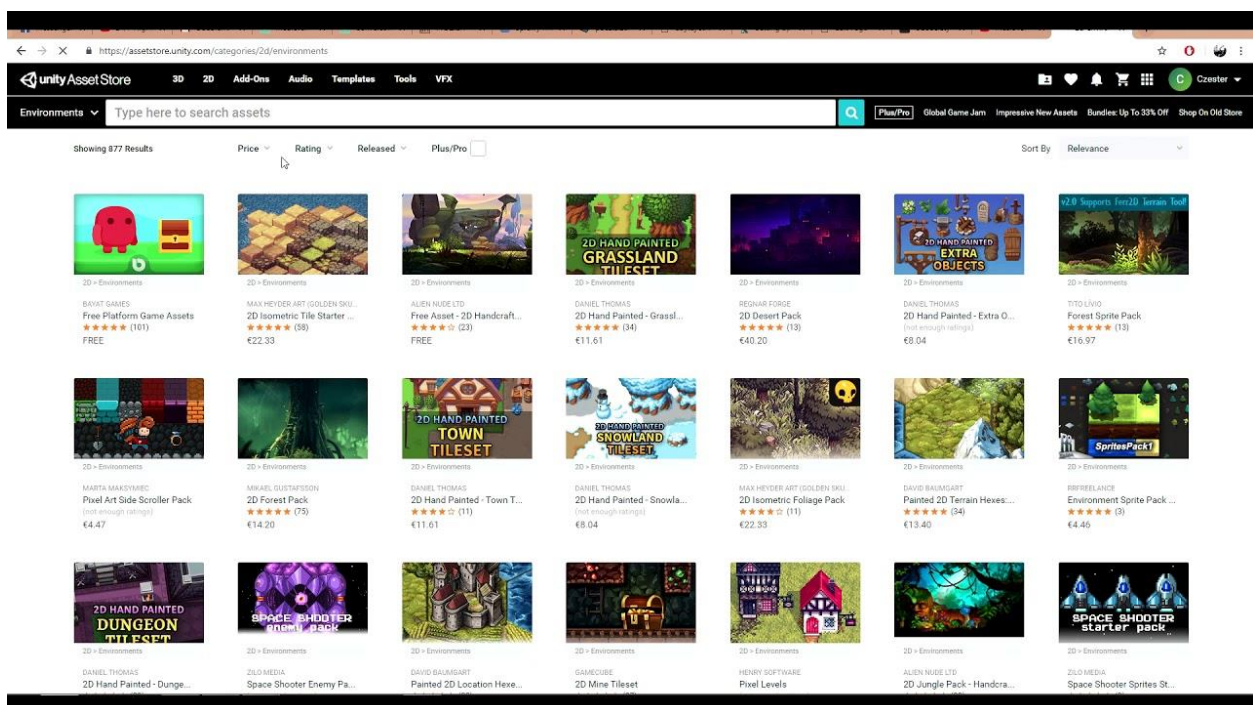 https://assetstore.unity.com/categories/2d/environments
unity Asset Store 3D 2D Add-Ons Audio Templates Tools VFX C Czester
Environments Type here to search assets Plus/Pro Global Game Jam Impressive New Assets Bundles: Up To 33% Off Shop On Old Store
Showing 877 Results Price Rating Released Plus/Pro Sort By Relevance
v2.0 Supports Ferr2D Terrain Tool!
2D HAND PAINTED
GRASSLAND
TILESET
2D HAND PAINTED
EXTRA
OBJECTS
2D > Environments 2D > Environments 2D > Environments 2D > Environments 2D > Environments 2D > Environments 2D > Environments
BAYAT GAMES MAX HEYDER ART (GOLDEN SKU... ALIEN NUDE LTD DANIEL THOMAS REGNAR FORGE DANIEL THOMAS TITO LÍVIO
Free Platform Game Assets 2D Isometric Tile Starter ... Free Asset - 2D Handcraft... 2D Hand Painted - Grassl... 2D Desert Pack 2D Hand Painted - Extra O... Forest Sprite Pack
(101) (58) (23) (34) (13) (not enough ratings) (13)
FREE €22.33 FREE €11.61 €40.20 €8.04 €16.97
2D HAND PAINTED
TOWN
TILESET
2D HAND PAINTED
SNOWLAND
TILESET
SpritesPack1
2D > Environments 2D > Environments 2D > Environments 2D > Environments 2D > Environments 2D > Environments 2D > Environments
MARTA MAKSYMIEC MIKAEL GUSTAFSSON DANIEL THOMAS DANIEL THOMAS MAX HEYDER ART (GOLDEN SKU... DAVID BAUMGART RRFREELANCE
Pixel Art Side Scroller Pack 2D Forest Pack 2D Hand Painted - Town T... 2D Hand Painted - Snowla... 2D Isometric Foliage Pack Painted 2D Terrain Hexes:... Environment Sprite Pack ...
(not enough ratings) (75) (11) (not enough ratings) (11) (34) (3)
€4.47 €14.20 €11.61 €8.04 €22.33 €13.40 €4.46
2D HAND PAINTED
DUNGEON
TILESET
SPACE SHOOTER
enemy pack
SPACE SHOOTER
starter pack
2D > Environments 2D > Environments 2D > Environments 2D > Environments 2D > Environments 2D > Environments 2D > Environments
DANIEL THOMAS ZILO MEDIA DAVID BAUMGART GAMECUBE HENRY SOFTWARE ALIEN NUDE LTD ZILO MEDIA
2D Hand Painted - Dunge... Space Shooter Enemy Pa... Painted 2D Location Hexe... 2D Mine Tileset Pixel Levels 2D Jungle Pack - Handcra... Space Shooter Sprites St...